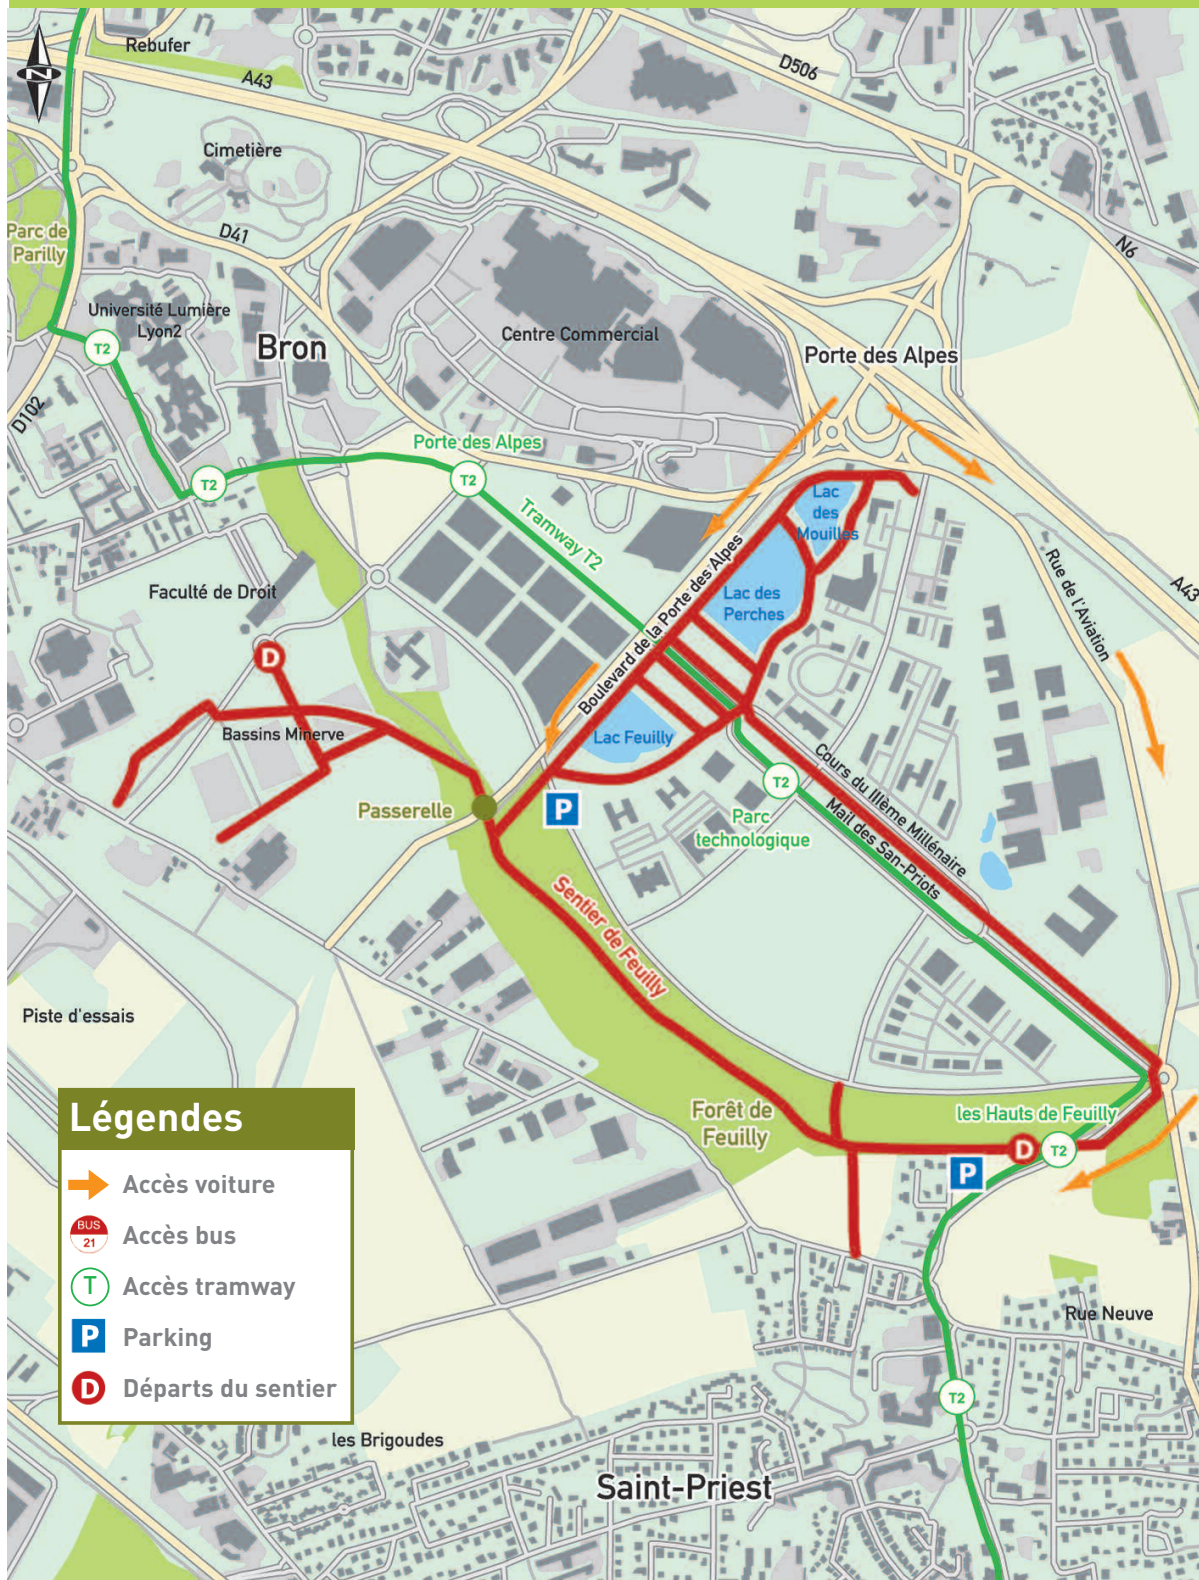 Rebufer
N
A43
D506
Cimetière
N6
Parc de
Parilly
D41
Université Lumière
Lyon2
T2
Bron
Centre Commercial
Porte des Alpes
D102
Porte des Alpes
T2
T2
Tramway T2
Lac
des
Mouilles
Boulevard de la Porte des Alpes
Rue de l'Aviation
A43
Faculté de Droit
Lac des
Perches
D
Bassins Minerve
Lac Feuilly
Passerelle
P
T2
Parc
technologique
Cours du IIIème Millénaire
Mail des San-Priots
Sentier de Feuilly
Piste d'essais
Forêt de
Feuilly
les Hauts de Feuilly
D
T2
P
Légendes
Accès voiture
BUS
21
Accès bus
T
Accès tramway
P
Parking
D
Départs du sentier
Rue Neuve
T2
les Brigoudes
Saint-Priest